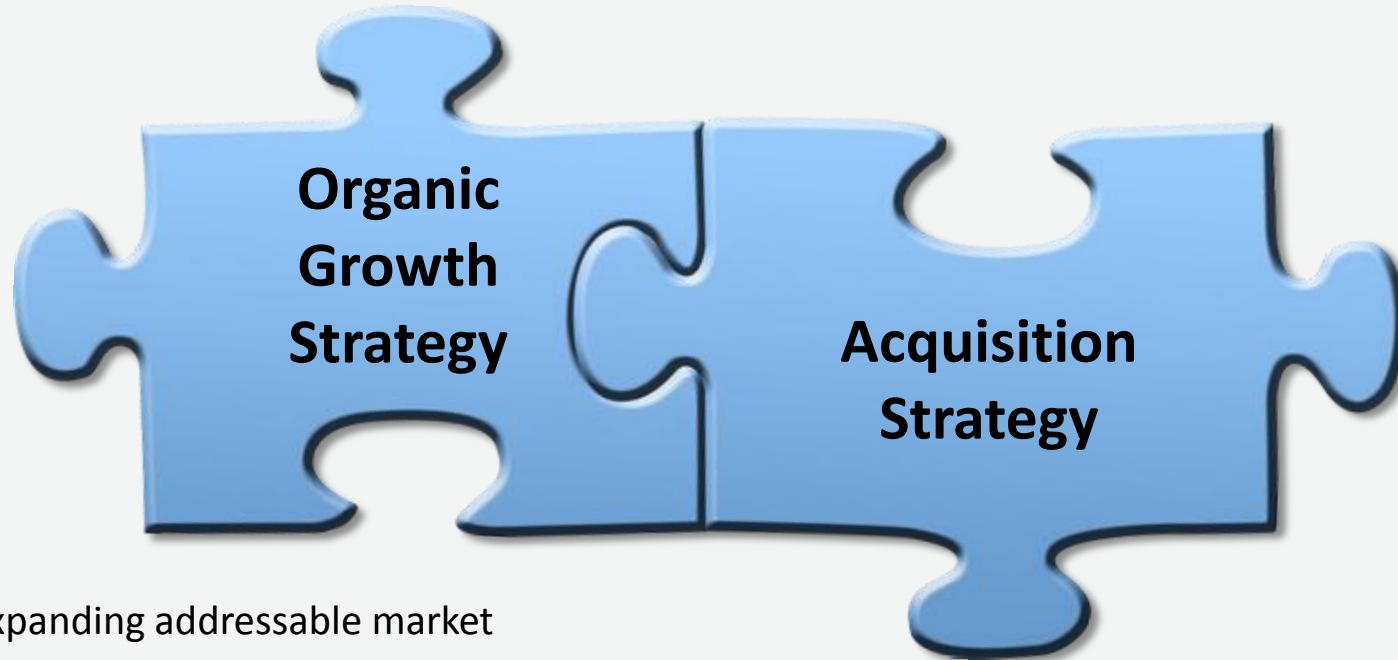 Organic
Growth
Strategy
Acquisition
Strategy
xpanding addressable market